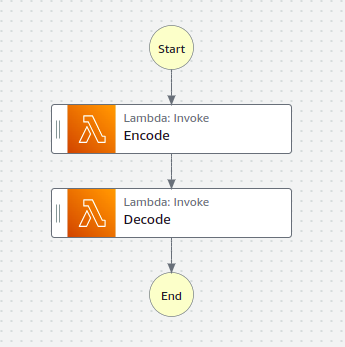 Start
Lambda: Invoke
Encode
Lambda: Invoke
Decode
End